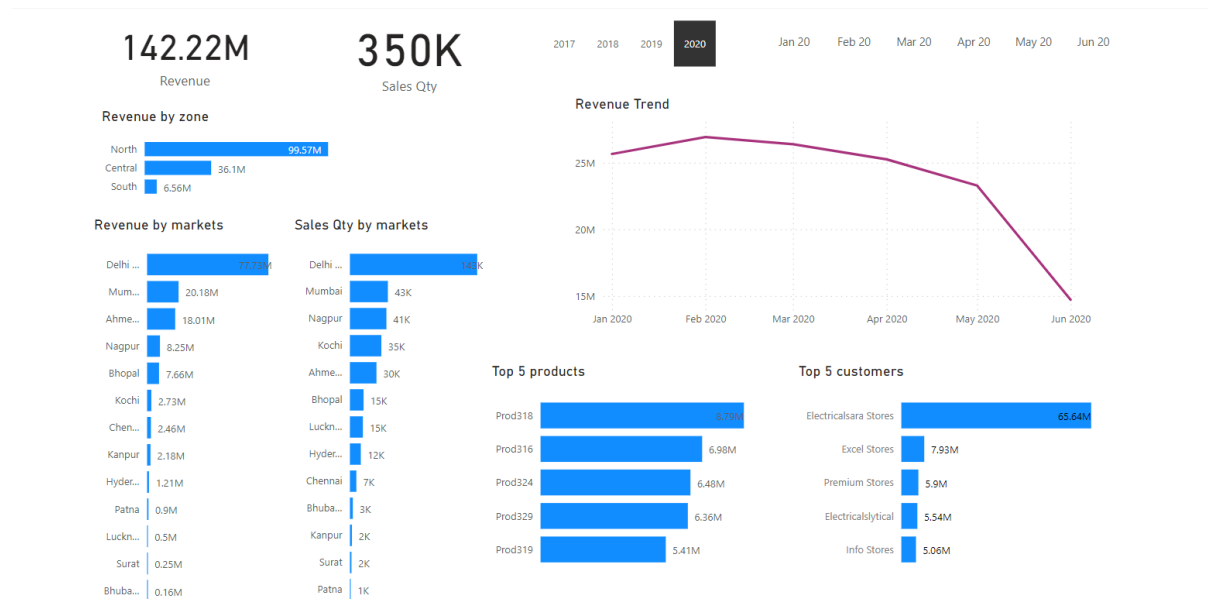 142.22M
Revenue
350K
Sales Qty
2017 2018 2019 2020
Jan 20 Feb 20 Mar 20 Apr 20 May 20 Jun 20
Revenue by zone
North 99.57M
Central 36.1M
South 6.56M
Revenue Trend
25M
20M
15M
Jan 2020 Feb 2020 Mar 2020 Apr 2020 May 2020 Jun 2020
Revenue by markets
Delhi ... 77.73M
Mum... 20.18M
Ahme... 18.01M
Nagpur 8.25M
Bhopal 7.66M
Kochi 2.73M
Chen... 2.46M
Kanpur 2.18M
Hyder... 1.21M
Patna 0.9M
Luckn... 0.5M
Surat 0.25M
Bhuba... 0.16M
Sales Qty by markets
Delhi ... 143K
Mumbai 43K
Nagpur 41K
Kochi 35K
Ahme... 30K
Bhopal 15K
Luckn... 15K
Hyder... 12K
Chennai 7K
Bhuba... 3K
Kanpur 2K
Surat 2K
Patna 1K
Top 5 products
Prod318
Prod316 6.98M
Prod324 6.48M
Prod329 6.36M
Prod319 5.41M
Top 5 customers
Electricalsara Stores 65.64M
Excel Stores 7.93M
Premium Stores 5.9M
Electricalslytical 5.54M
Info Stores 5.06M